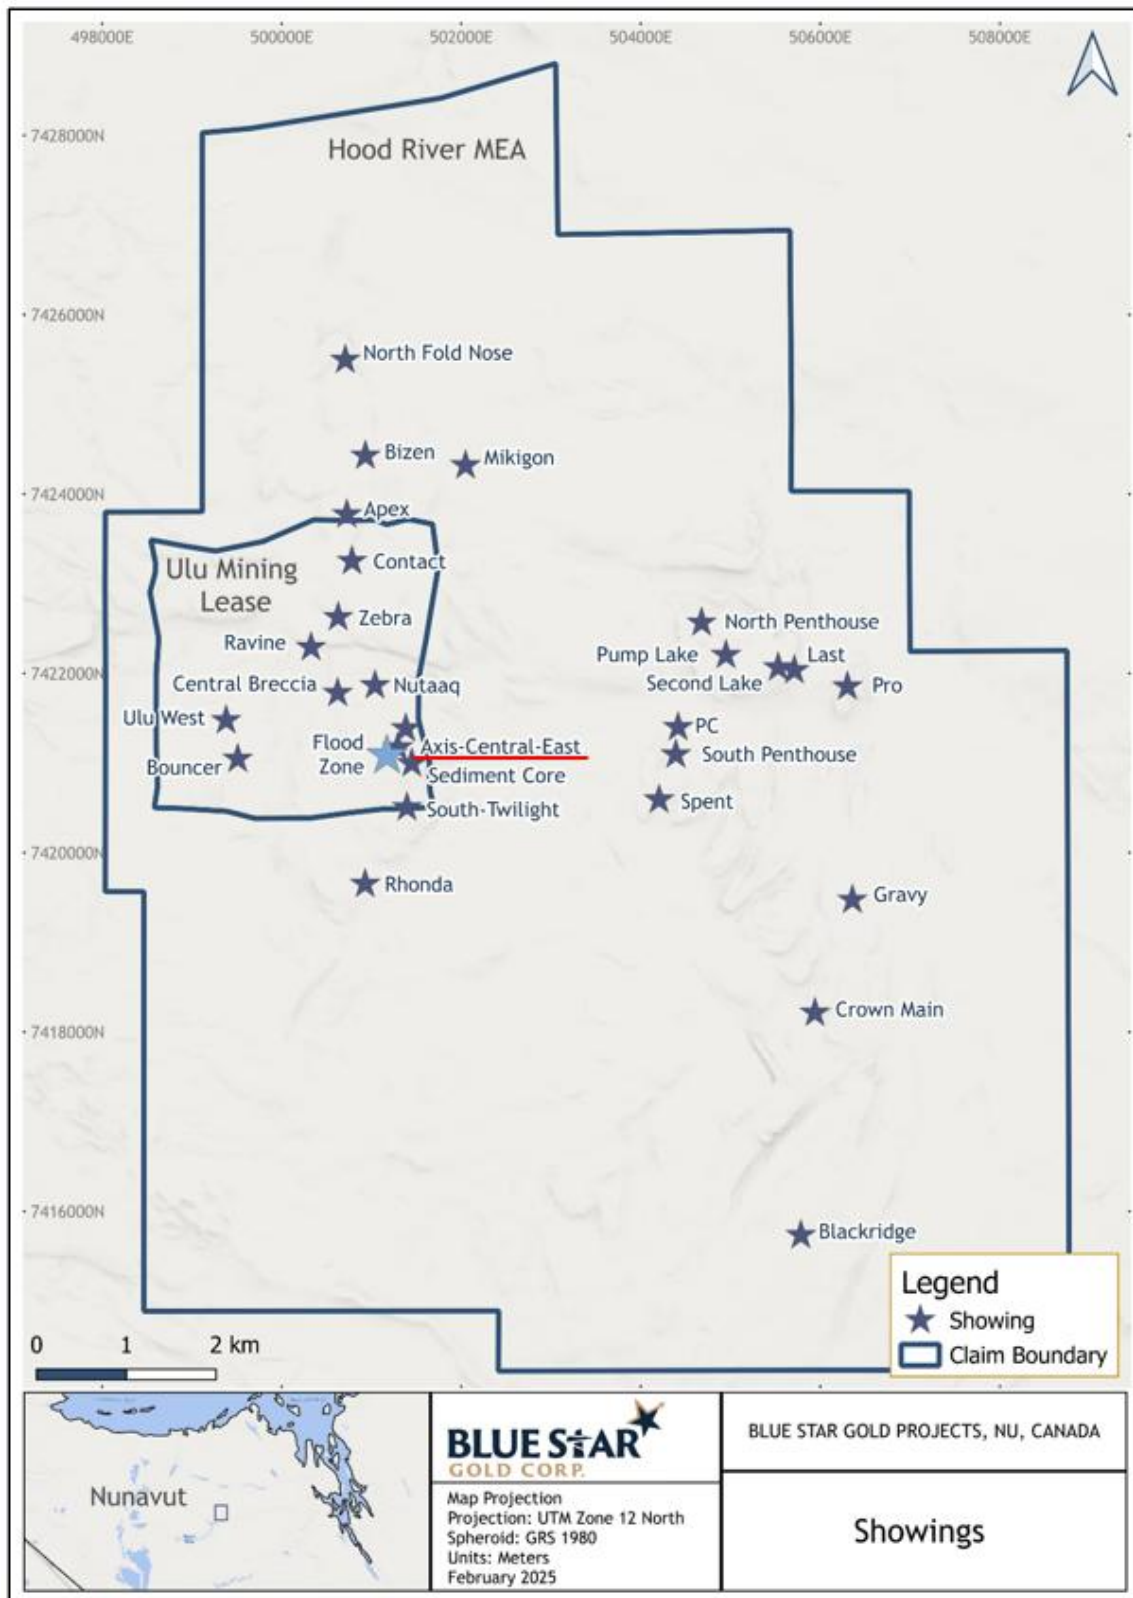 498000E 500000E 502000E 504000E 506000E 508000E
7428000N
Hood River MEA
7426000N
North Fold Nose
Bizen
Mikigon
7424000N
Apex
Contact
Ulu Mining
Lease
Zebra
North Penthouse
Ravine
Pump Lake
Last
7422000N
Second Lake
Central Breccia
Nutaaq
Pro
Ulu West
PC
Flood
Zone
Axis-Central-East
South Penthouse
Bouncer
Sediment Core
Spent
South-Twilight
7420000N
Rhonda
Gravy
7418000N
Crown Main
7416000N
Blackridge
Legend
Showing
Claim Boundary
0 1 2 km
Nunavut
BLUE STAR
GOLD CORP.
Map Projection
Projection: UTM Zone 12 North
Spheroid: GRS 1980
Units: Meters
February 2025
BLUE STAR GOLD PROJECTS, NU, CANADA
Showings